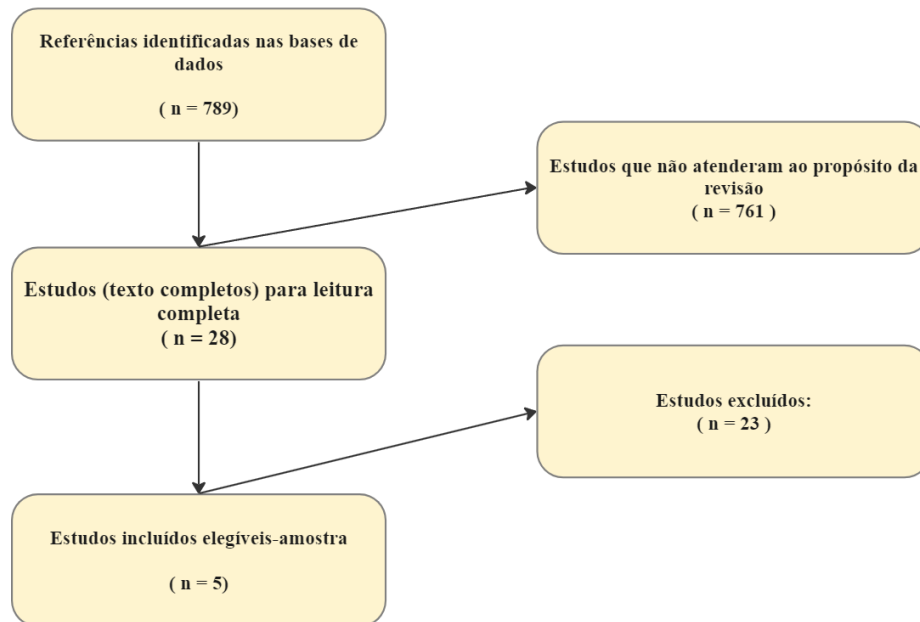 Referências identificadas nas bases de
dados
( n = 789)
Estudos que não atenderam ao propósito da
revisão
( n = 761 )
Estudos (texto completos) para leitura
completa
( n = 28)
Estudos excluídos:
( n = 23 )
Estudos incluídos elegíveis-amostra
( n = 5)